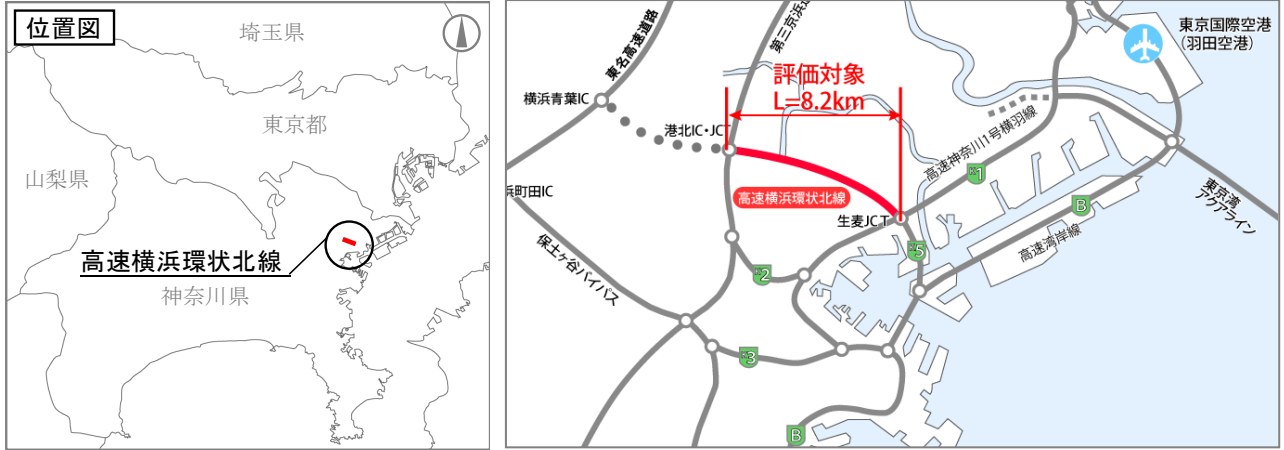 位置図
埼玉県
東京都
山梨県
高速横浜環状北線
神奈川県
東名高速道路
第三京浜道
東京国際空港
(羽田空港)
評価対象
L=8.2km
横浜青葉IC
港北IC・JCT
高速神奈川1号横羽線
K1
浜町田IC
高速横浜環状北線
生麦JCT
東京湾
アクアライン
B
K5
高速湾岸線
保土ヶ谷バイパス
K2
K3
B